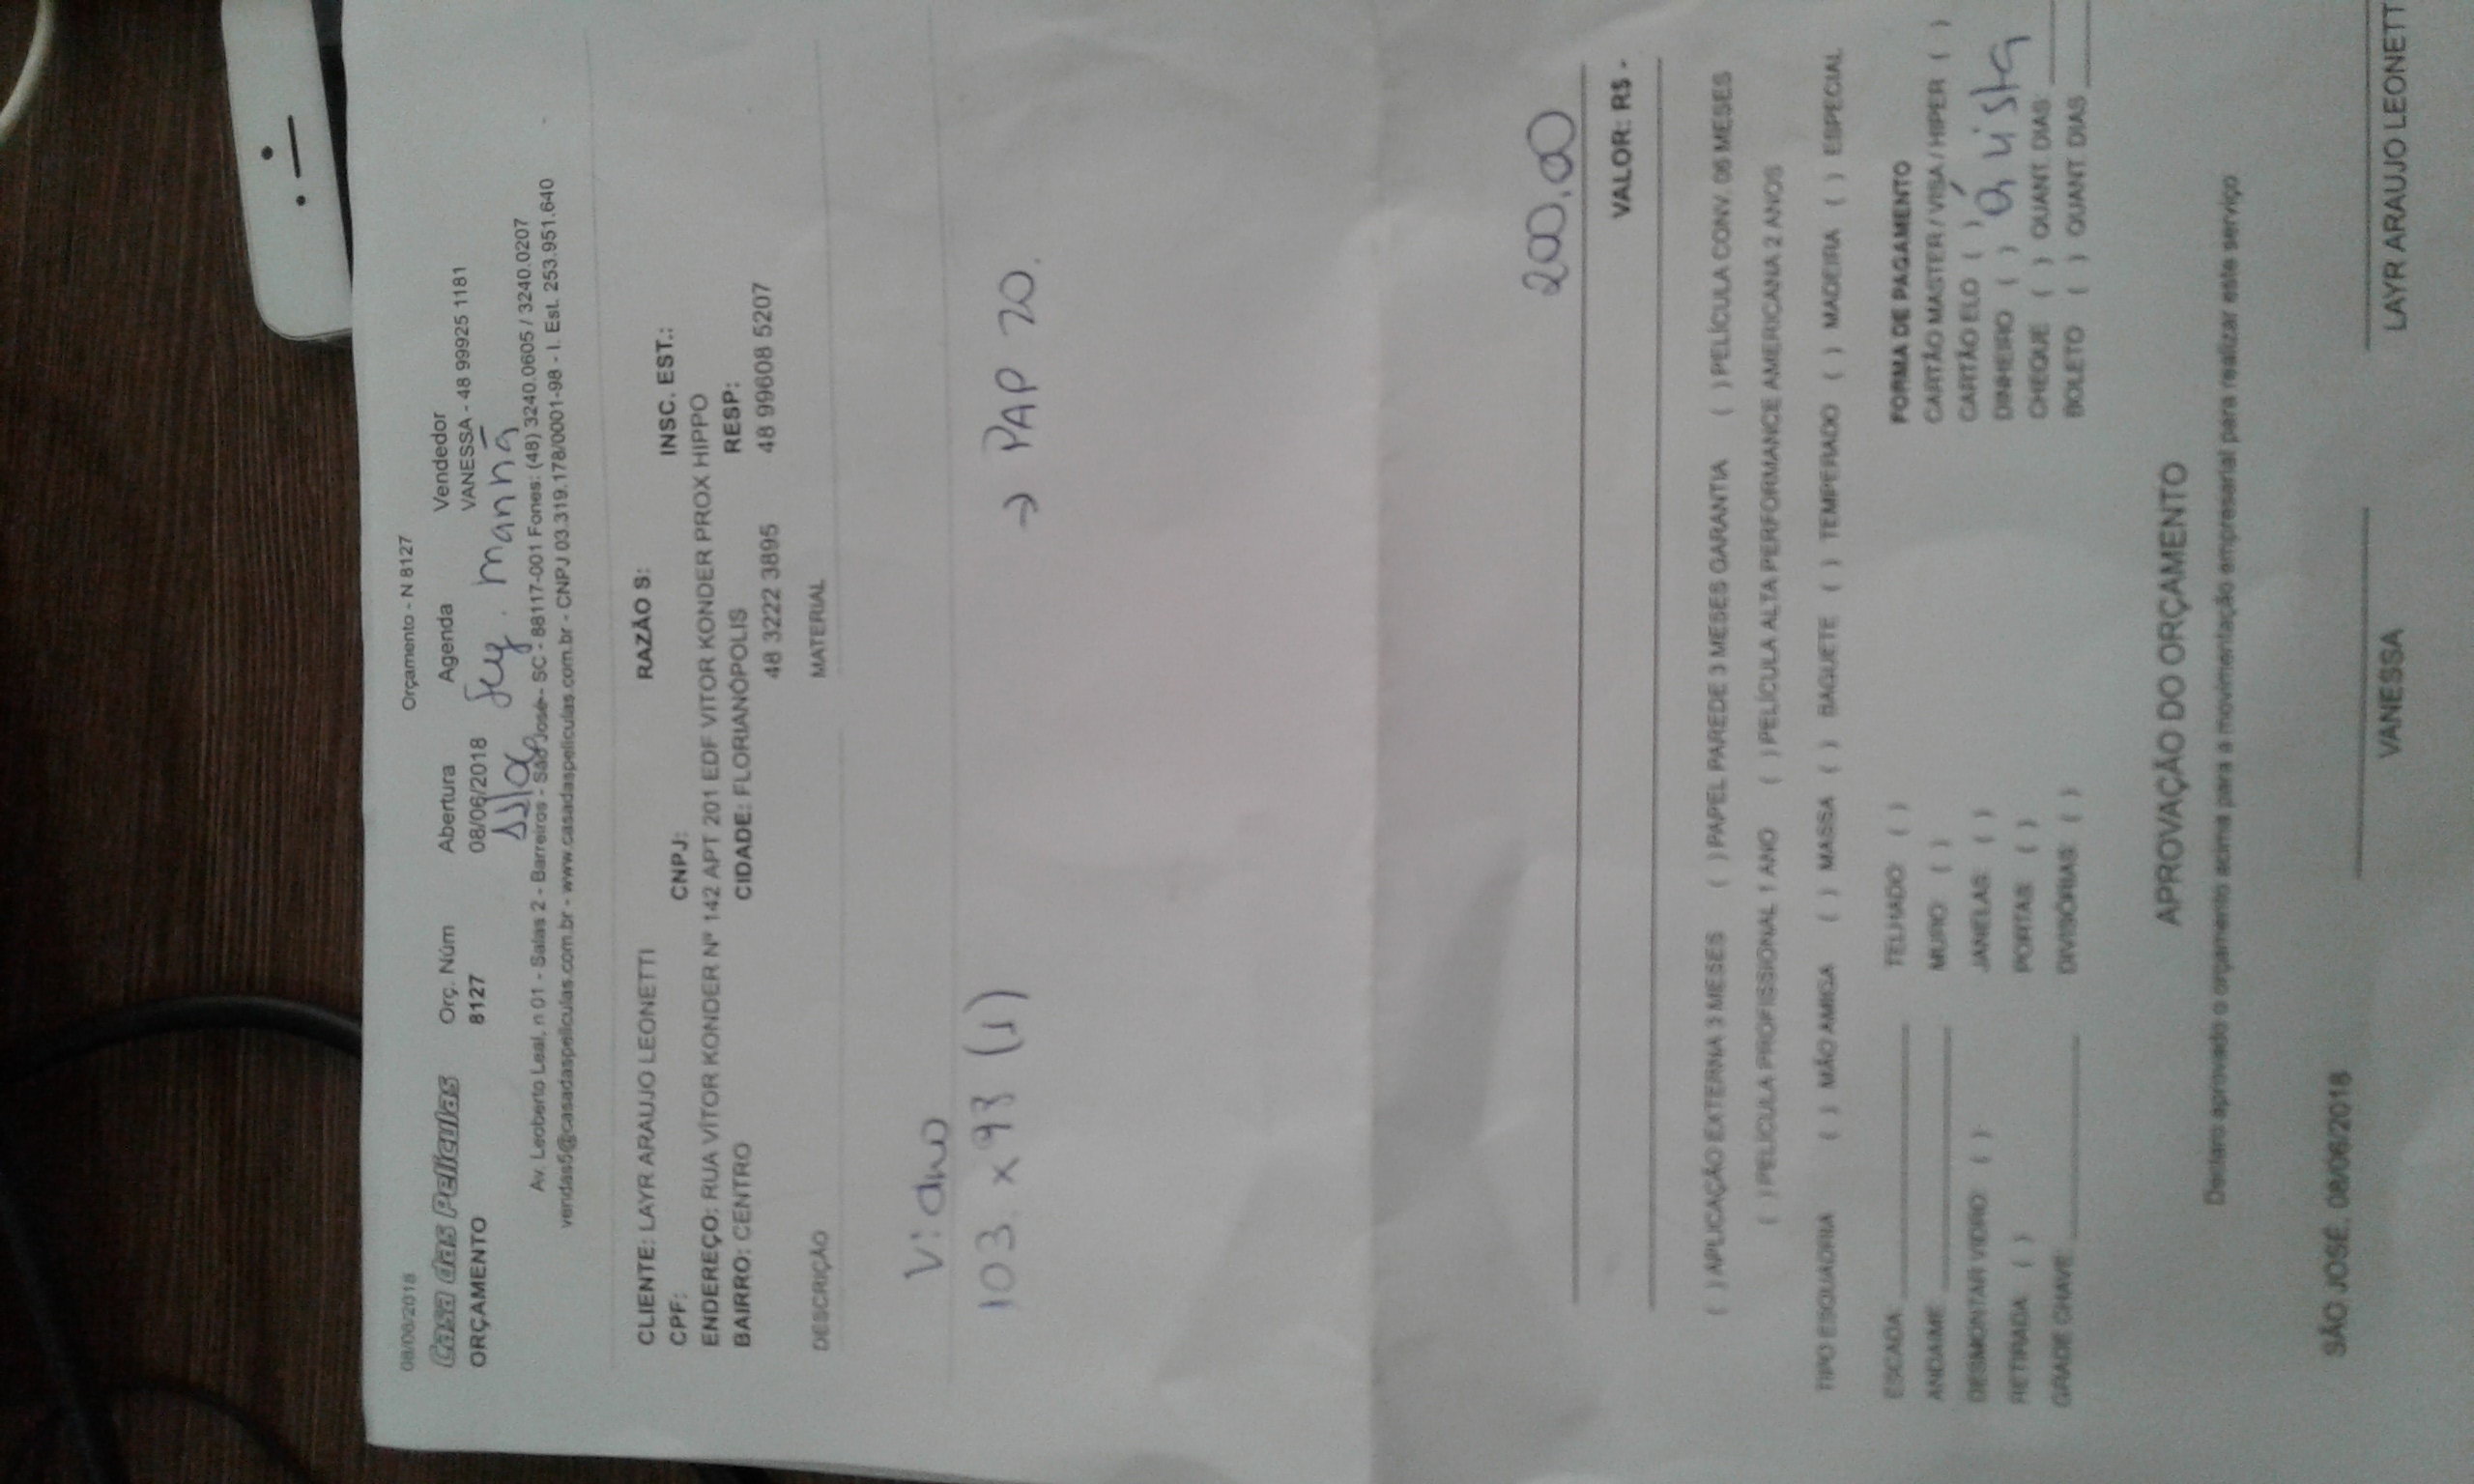 08/06/2018 Orçamento - N 8127
Casa das Películas Orç. Núm Abertura Agenda Vendedor
ORÇAMENTO 8127 08/06/2018 VANESSA - 48 99925 1181
Seg. manhã
Av. Leoberto Leal, n 01 - Salas 2 - Barreiros - São José - SC - 88117-001 Fones: (48) 3240.0605 / 3240.0207
vendas5@casadaspeliculas.com.br - www.casadaspeliculas.com.br - CNPJ 03.319.178/0001-98 - I. Est. 253.951.640
CLIENTE: LAYR ARAUJO LEONETTI RAZÃO S:
CPF: CNPJ: INSC. EST.:
ENDEREÇO: RUA VÍTOR KONDER Nº 142 APT 201 EDF VITOR KONDER PROX HIPPO
BAIRRO: CENTRO CIDADE: FLORIANÓPOLIS RESP:
48 3222 3895 48 99608 5207
DESCRIÇÃO MATERIAL
Vidro
103 x 93 (1) → PAP 20.
200,00
VALOR: R$ -
( ) APLICAÇÃO EXTERNA 3 MESES ( ) PAPEL PAREDE 3 MESES GARANTIA ( ) PELÍCULA CONV. 06 MESES
( ) PELÍCULA PROFISSIONAL 1 ANO ( ) PELÍCULA ALTA PERFORMANCE AMERICANA 2 ANOS
TIPO ESQUADRIA ( ) MÃO AMIGA ( ) MASSA ( ) BAGUETE ( ) TEMPERADO ( ) MADEIRA ( ) ESPECIAL
ESCADA TELHADO: ( ) FORMA DE PAGAMENTO
ANDAIME MURO: ( ) CARTÃO MASTER / VISA / HIPER ( )
DESMONTAR VIDRO: ( ) JANELAS: ( ) CARTÃO ELO ( )
RETIRADA: ( ) PORTAS: ( ) DINHEIRO ( ) á vista
GRADE CHAVE DIVISÓRIAS: ( ) CHEQUE ( ) QUANT. DIAS:
BOLETO ( ) QUANT DIAS
APROVAÇÃO DO ORÇAMENTO
Declaro aprovado o orçamento acima para a movimentação empresarial para realizar este serviço
SÃO JOSÉ, 08/06/2018
VANESSA LAYR ARAUJO LEONETT